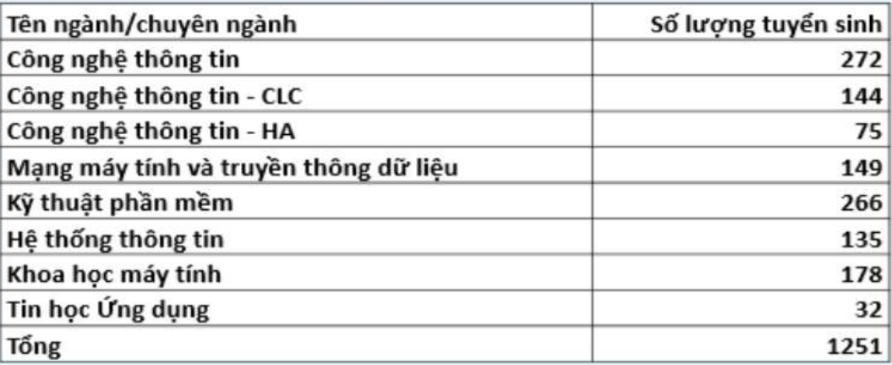 Tên ngành/chuyên ngành Số lượng tuyển sinh
Công nghệ thông tin 272
Công nghệ thông tin - CLC 144
Công nghệ thông tin - HA 75
Mạng máy tính và truyền thông dữ liệu 149
Kỹ thuật phần mềm 266
Hệ thống thông tin 135
Khoa học máy tính 178
Tin học Ứng dụng 32
Tổng 1251